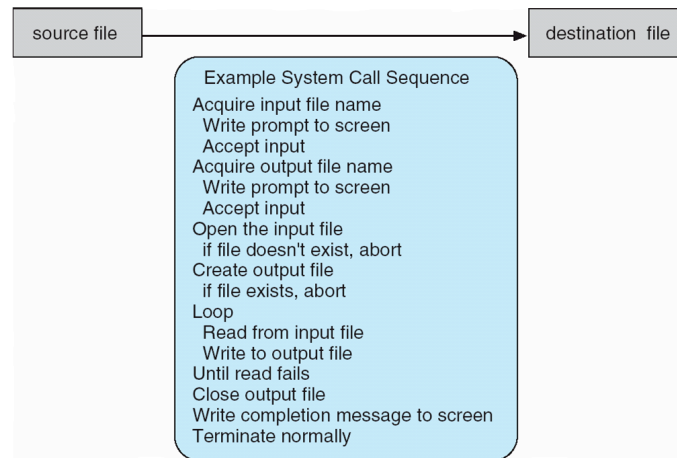 source file
destination file
Example System Call Sequence
Acquire input file name
Write prompt to screen
Accept input
Acquire output file name
Write prompt to screen
Accept input
Open the input file
if file doesn't exist, abort
Create output file
if file exists, abort
Loop
Read from input file
Write to output file
Until read fails
Close output file
Write completion message to screen
Terminate normally